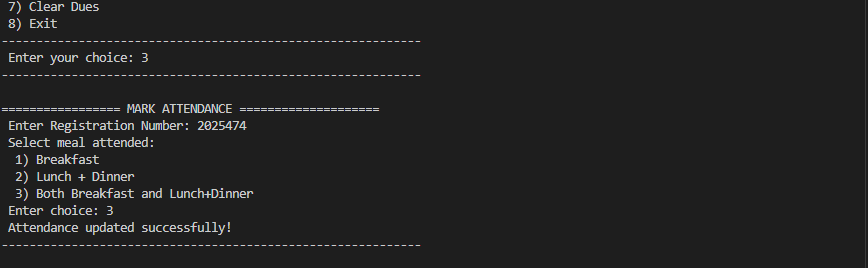 7) Clear Dues
8) Exit
------------------------------------------------------------
Enter your choice: 3
------------------------------------------------------------
================= MARK ATTENDANCE ====================
Enter Registration Number: 2025474
Select meal attended:
1) Breakfast
2) Lunch + Dinner
3) Both Breakfast and Lunch+Dinner
Enter choice: 3
Attendance updated successfully!
------------------------------------------------------------